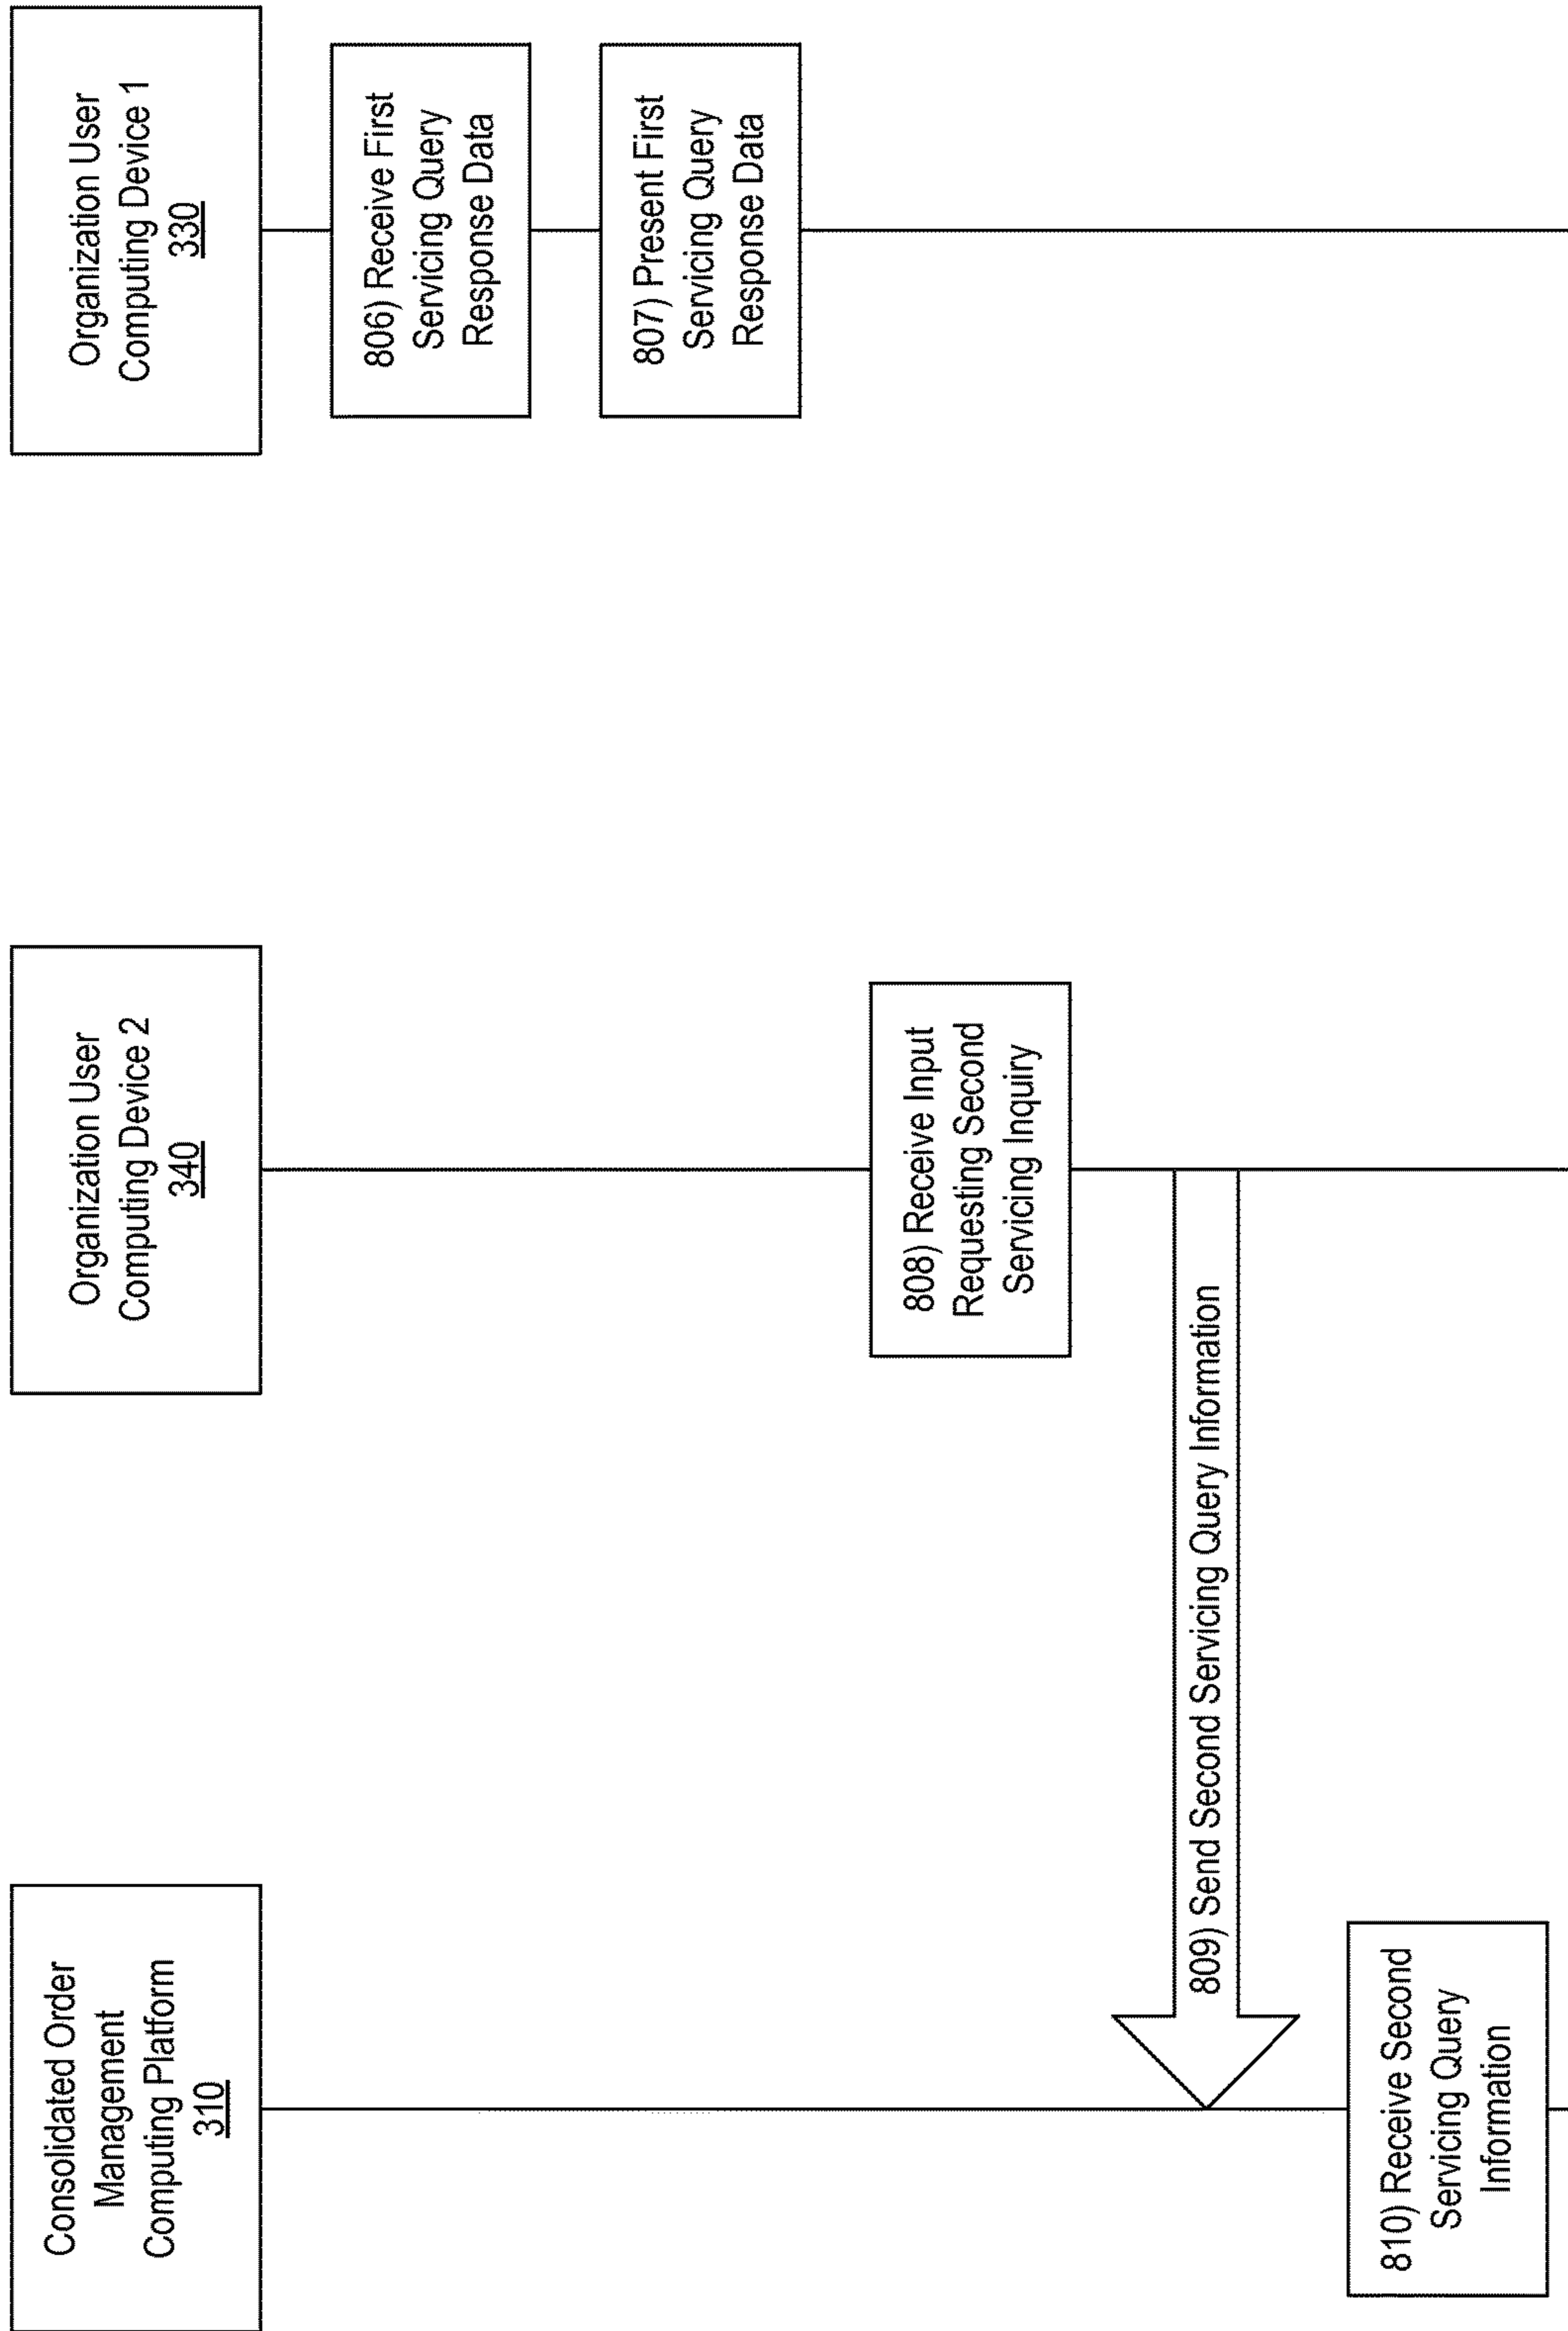 Consolidated Order
Management
Computing Platform
310
Organization User
Computing Device 2
340
Organization User
Computing Device 1
330
806) Receive First
Servicing Query
Response Data
807) Present First
Servicing Query
Response Data
808) Receive Input
Requesting Second
Servicing Inquiry
809) Send Second Servicing Query Information
810) Receive Second
Servicing Query
Information